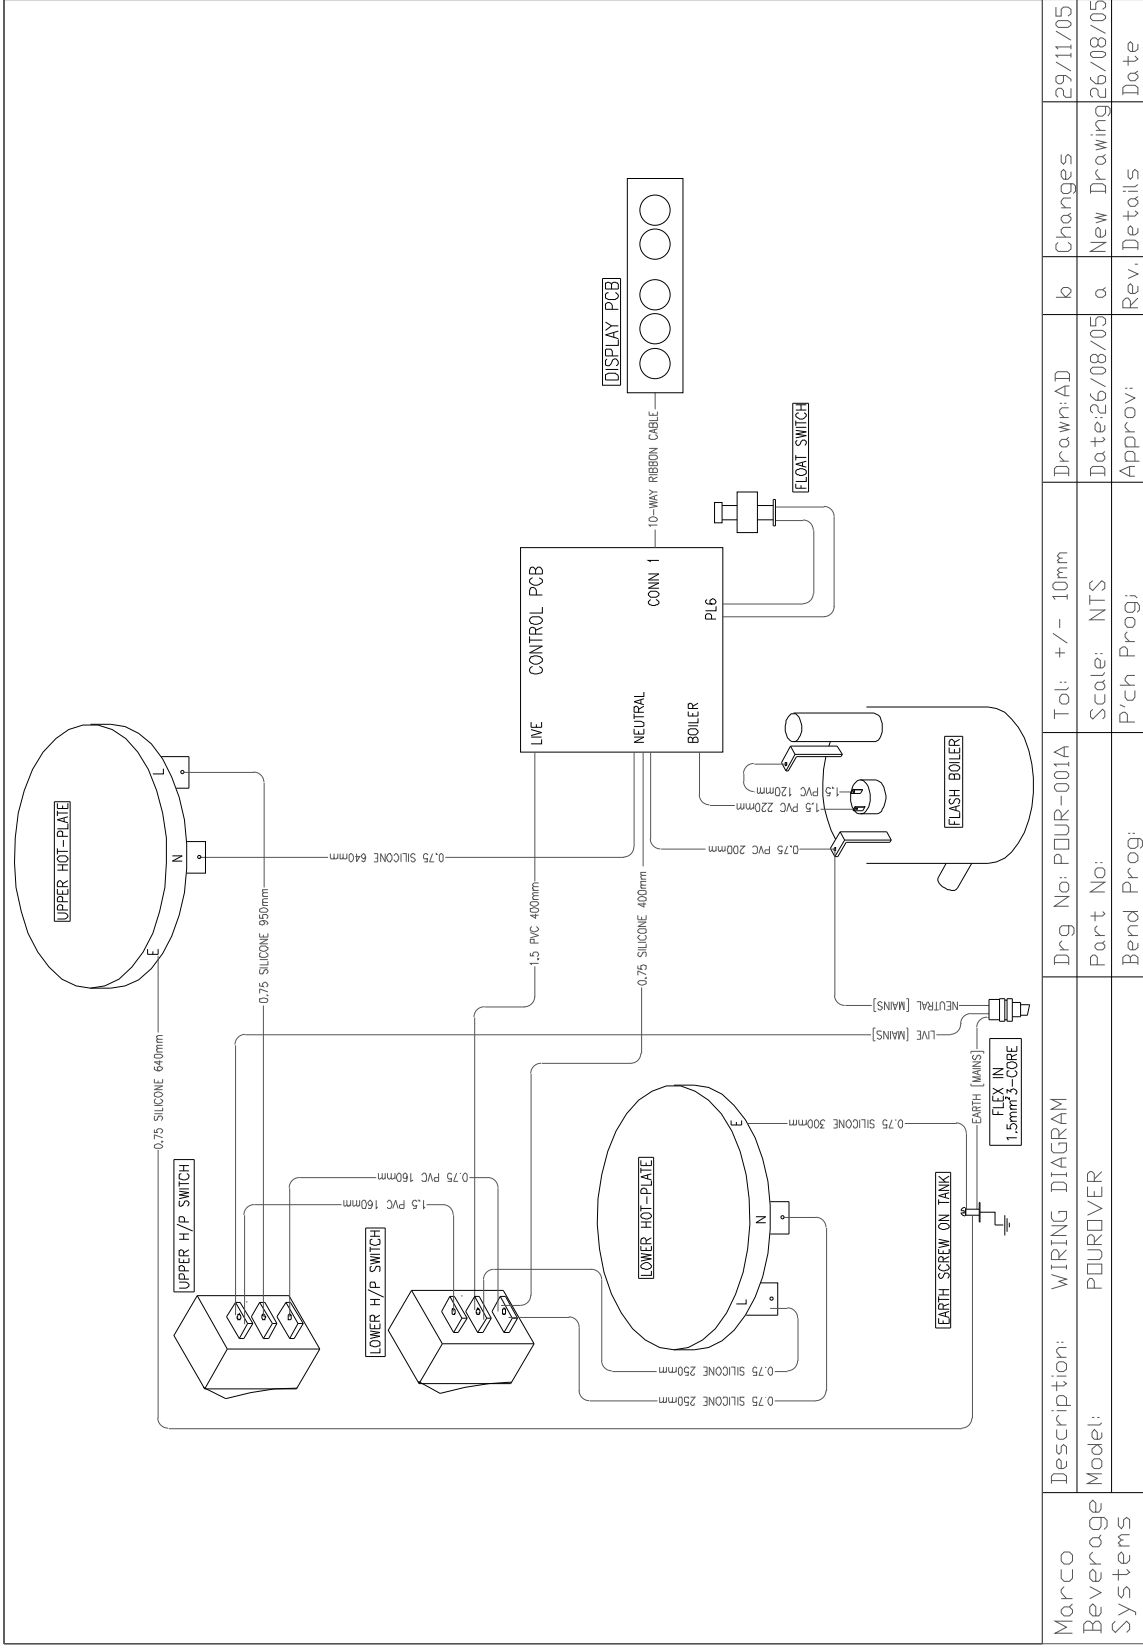 UPPER HOT-PLATE
E
N
L
0.75 SILICONE 640mm
0.75 SILICONE 950mm
0.75 SILICONE 640mm
UPPER H/P SWITCH
LIVE [MAINS]
1.5 PVC 160mm
0.75 PVC 160mm
LOWER H/P SWITCH
1.5 PVC 400mm
0.75 SILICONE 400mm
LIVE
CONTROL PCB
NEUTRAL
CONN 1
BOILER
PL6
DISPLAY PCB
10-WAY RIBBON CABLE
FLOAT SWITCH
1.5 PVC 120mm
1.5 PVC 220mm
0.75 PVC 200mm
FLASH BOILER
NEUTRAL [MAINS]
LOWER HOT-PLATE
E
N
L
0.75 SILICONE 300mm
0.75 SILICONE 250mm
0.75 SILICONE 250mm
EARTH SCREW ON TANK
EARTH [MAINS]
FLEX IN
1.5mm² 3-CORE
Marco
Beverage
Systems
Description: WIRING DIAGRAM
Model: POUROVER
Drg No: POUR-001A
Part No:
Bend Prog:
Tol: +/- 10mm
Scale: NTS
P'ch Prog;
Drawn:AD
Date:26/08/05
Approv:
b Changes 29/11/05
a New Drawing 26/08/05
Rev. Details Date